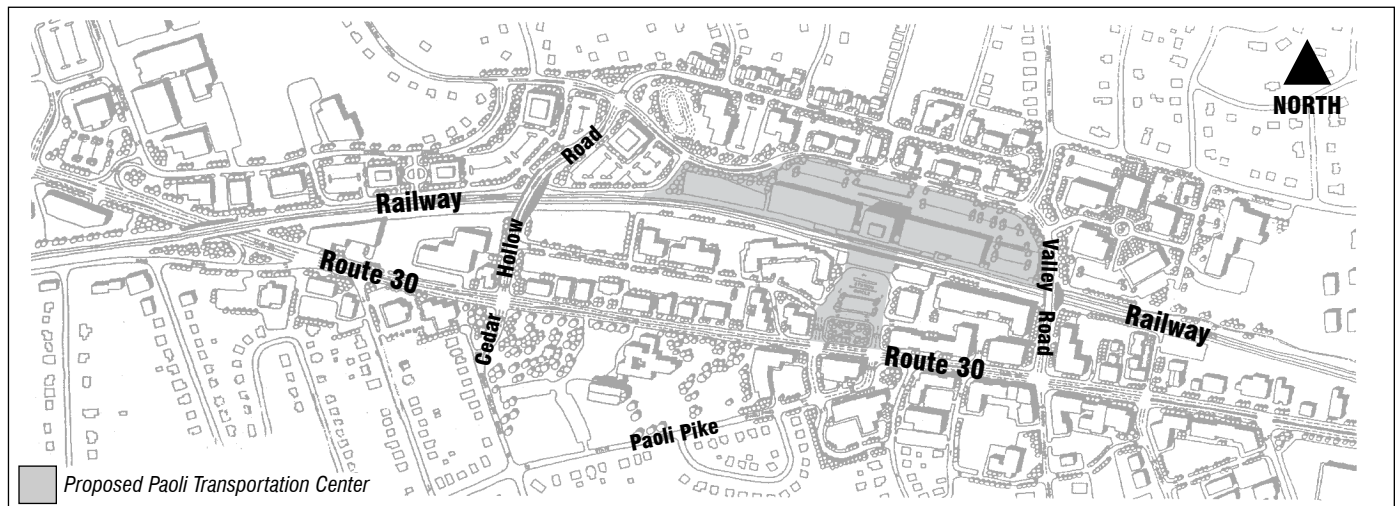 NORTH
Road
Railway
Hollow
Route 30
Cedar
Valley
Road
Railway
Route 30
Paoli Pike
Proposed Paoli Transportation Center